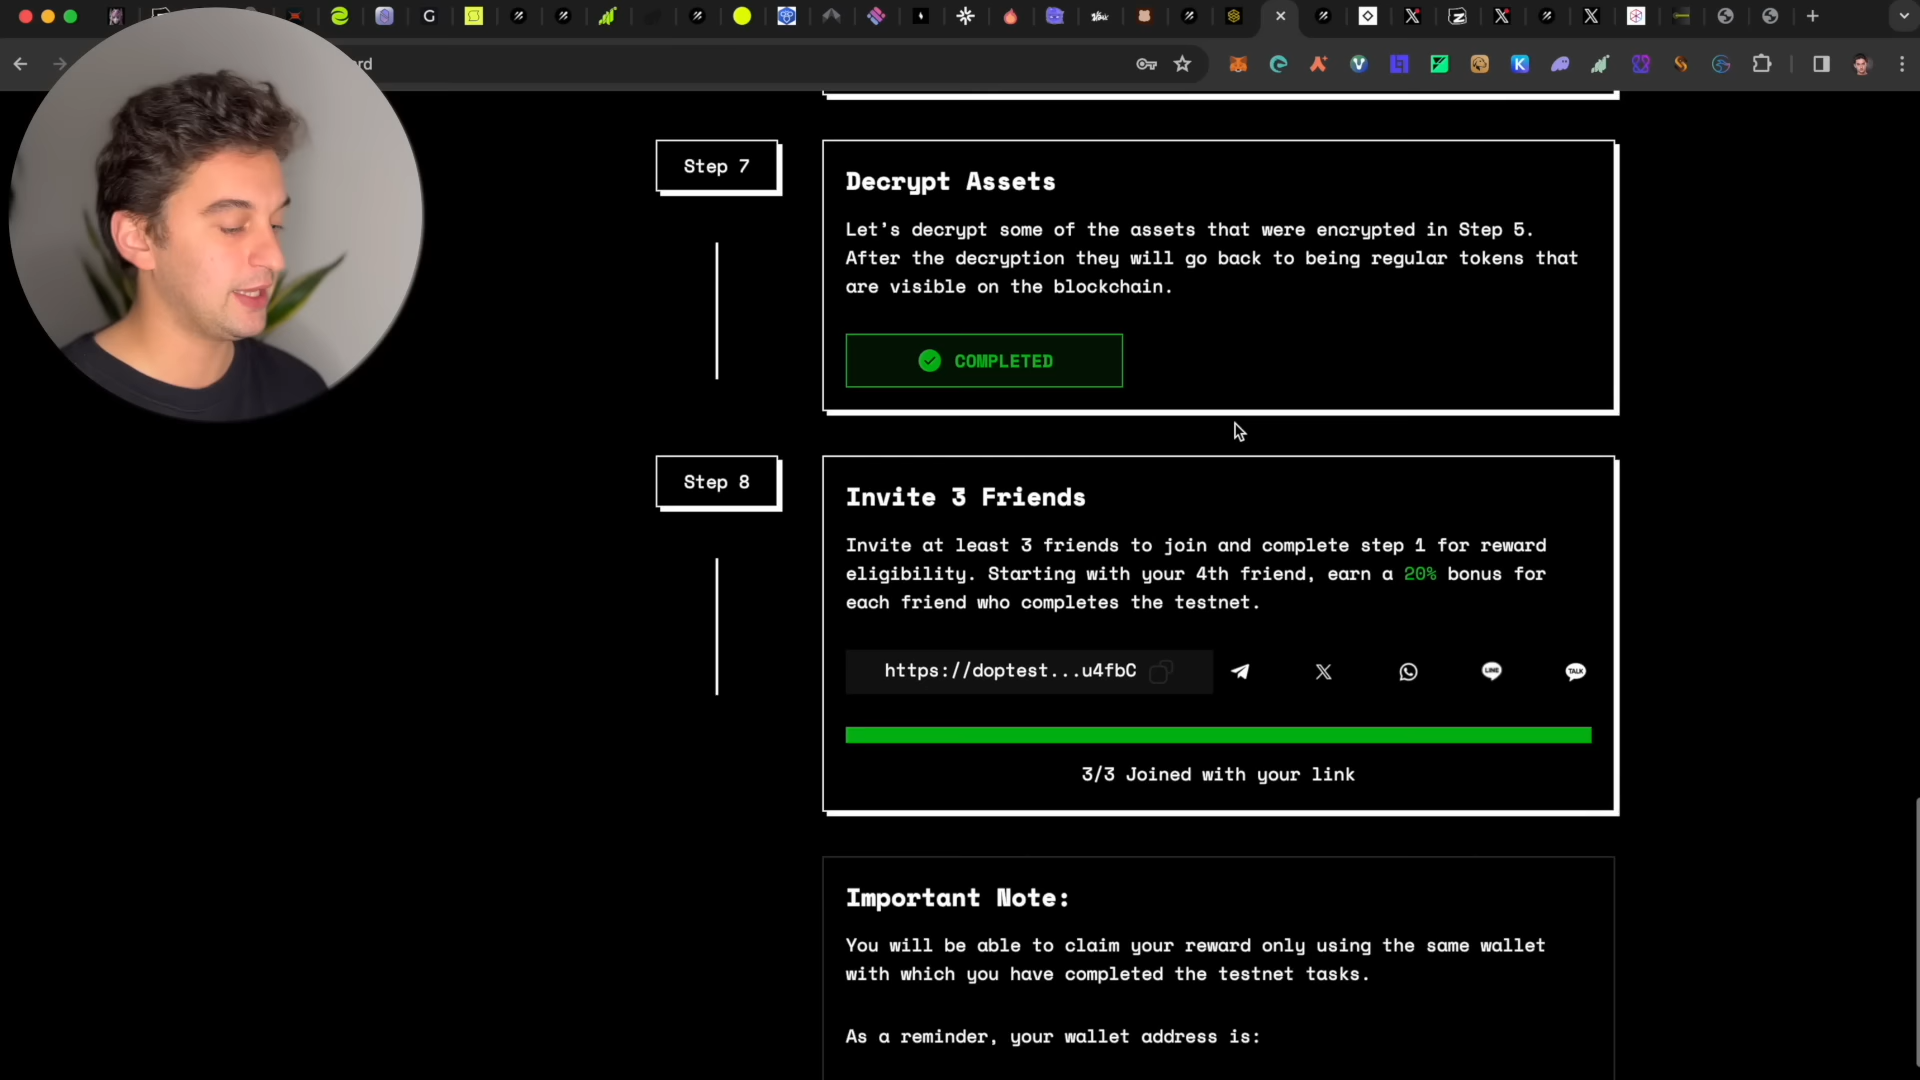 rd
Step 7
Decrypt Assets
Let's decrypt some of the assets that were encrypted in Step 5.
After the decryption they will go back to being regular tokens that
are visible on the blockchain.
COMPLETED
Step 8
Invite 3 Friends
Invite at least 3 friends to join and complete step 1 for reward
eligibility. Starting with your 4th friend, earn a 20% bonus for
each friend who completes the testnet.
https://doptest...u4fbC
LINE
TALK
3/3 Joined with your link
Important Note:
You will be able to claim your reward only using the same wallet
with which you have completed the testnet tasks.
As a reminder, your wallet address is: